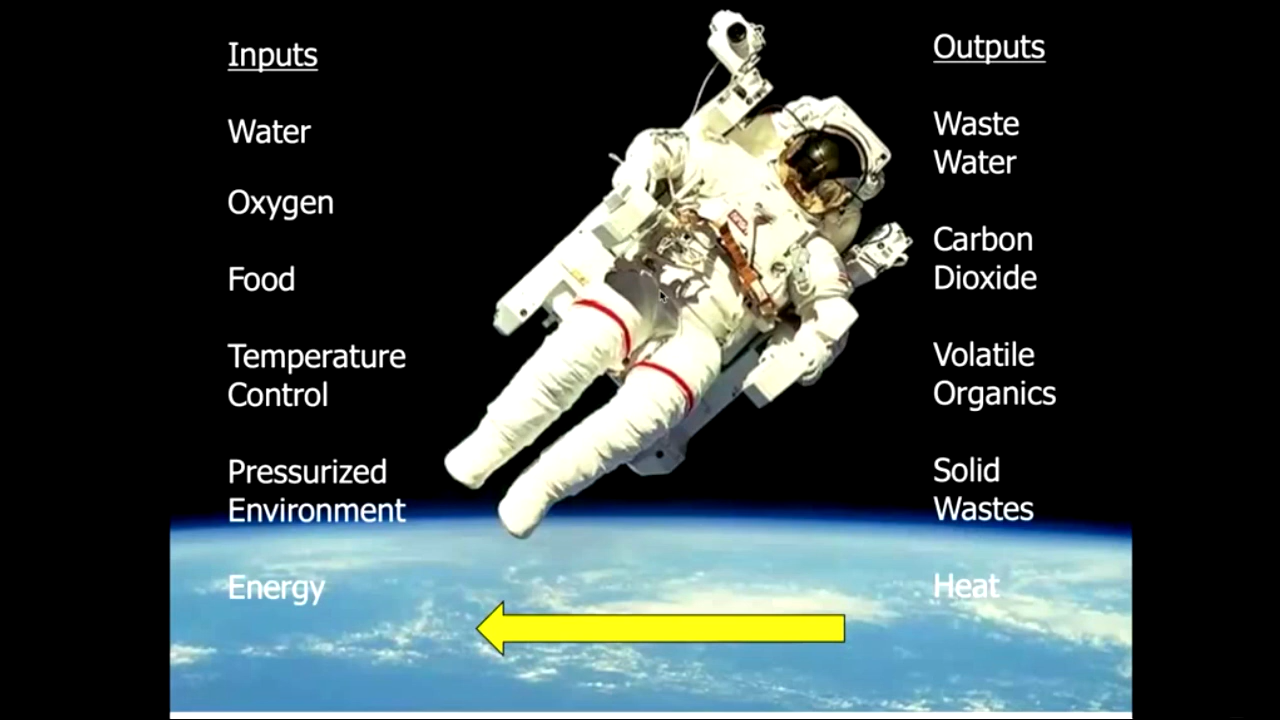 Inputs
Water
Oxygen
Food
Temperature
Control
Pressurized
Environment
Energy
Outputs
Waste
Water
Carbon
Dioxide
Volatile
Organics
Solid
Wastes
Heat